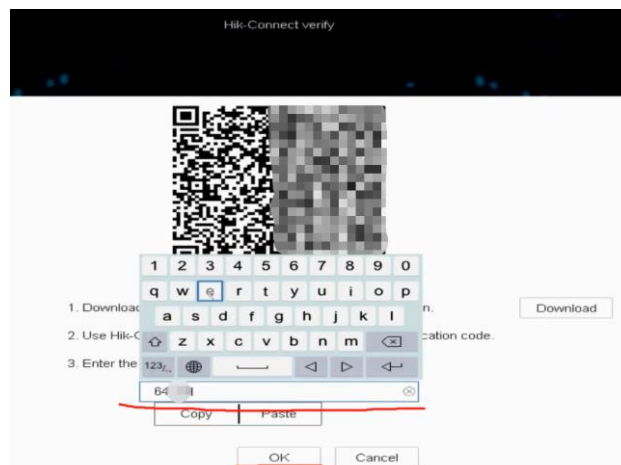 Hik-Connect verify
1 2 3 4 5 6 7 8 9 0
q w e r t y u i o p
1. Download n. Download
a s d f g h j k l
2. Use Hik-C cation code.
z x c v b n m
3. Enter the
123/,.
64
Copy Paste
OK Cancel